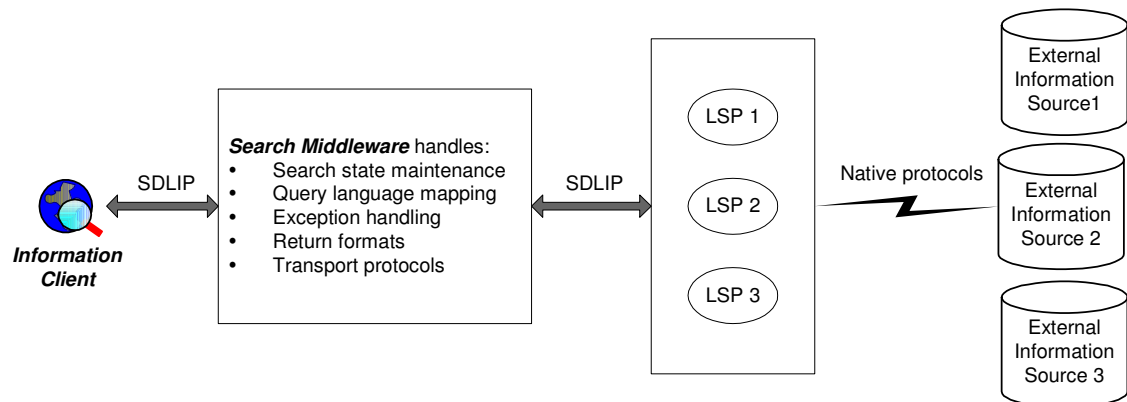 Information
Client
SDLIP
Search Middleware handles:
• Search state maintenance
• Query language mapping
• Exception handling
• Return formats
• Transport protocols
SDLIP
LSP 1
LSP 2
LSP 3
Native protocols
External
Information
Source1
External
Information
Source 2
External
Information
Source 3